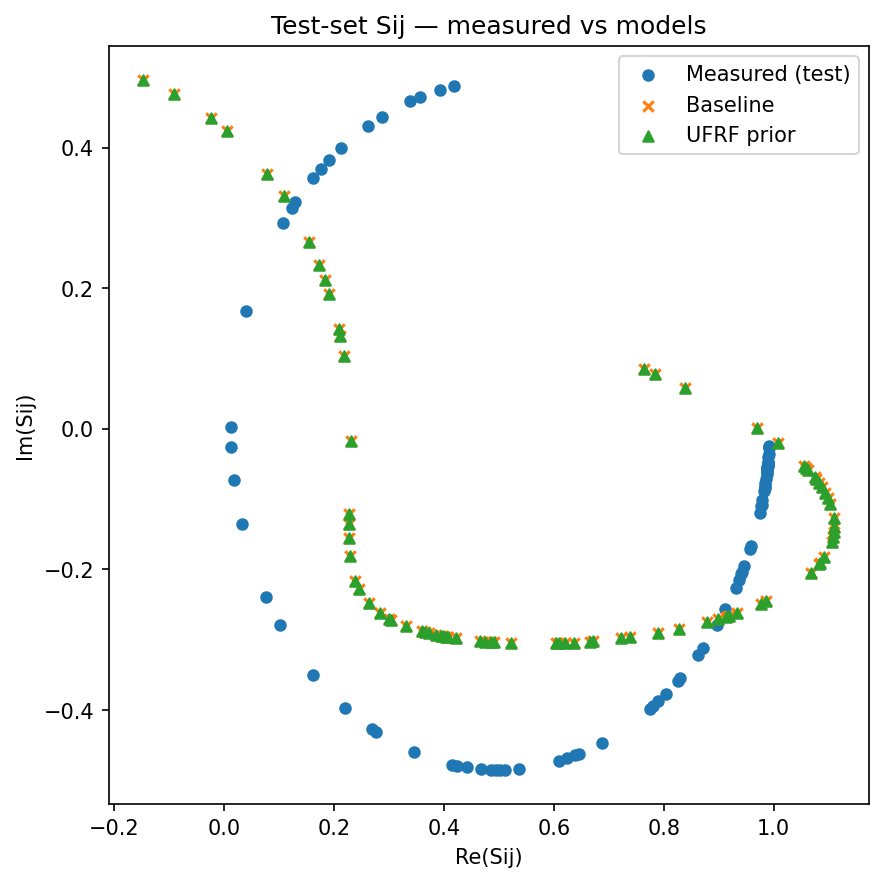 Test-set Sij — measured vs models
Measured (test)
Baseline
UFRF prior
0.4
0.2
0.0
−0.2
−0.4
Im(Sij)
−0.2
0.0
0.2
0.4
0.6
0.8
1.0
Re(Sij)